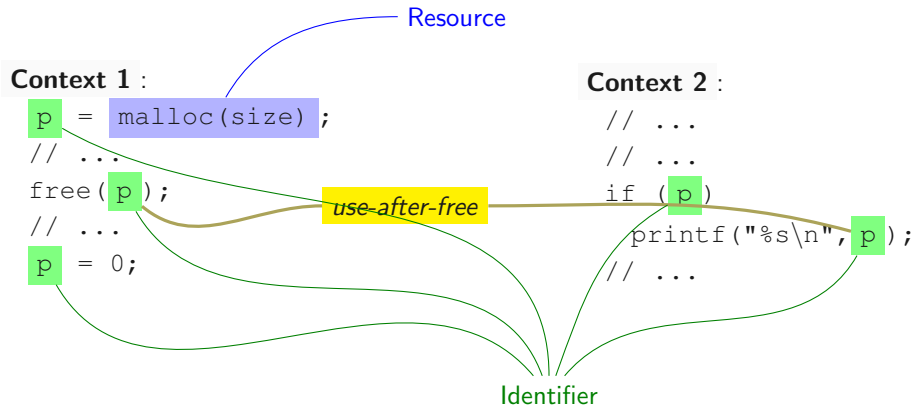 Resource
Context 1 :
p = malloc(size) ;
// ...
free( p );
// ...
p = 0;
use-after-free
Context 2 :
// ...
// ...
if ( p )
printf("%s\n", p );
// ...
Identifier